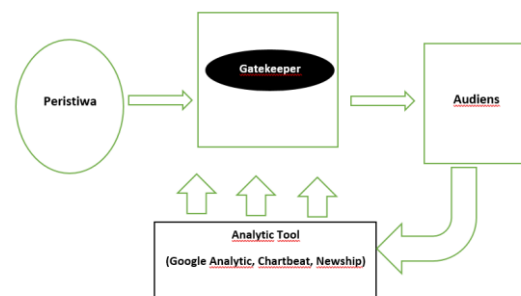 Peristiwa
Gatekeeper
Audiens
Analytic Tool
(Google Analytic, Chartbeat, Newship)